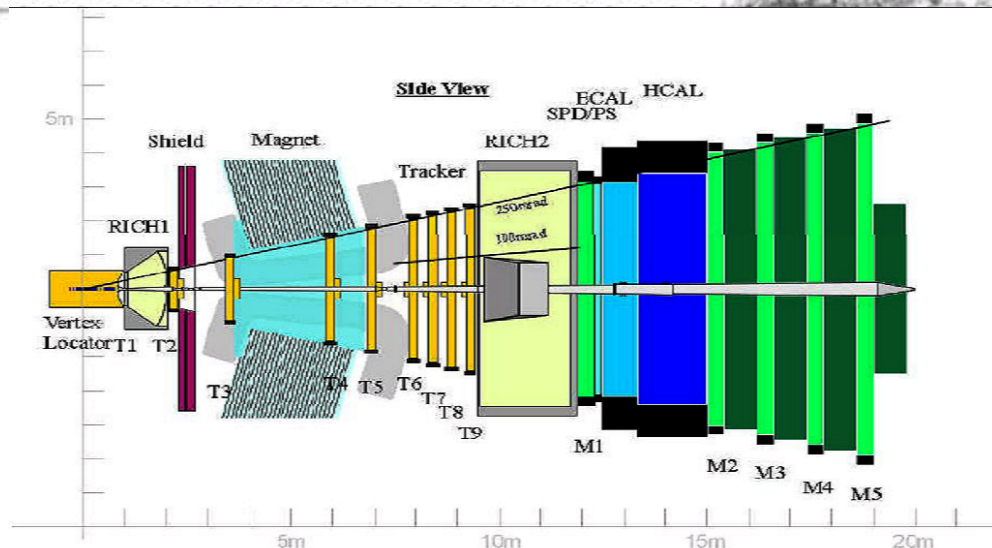 Side View
5m
Shield
Magnet
Tracker
RICH2
SPD/PS
ECAL
HCAL
RICH1
250mrad
100mrad
Vertex
Locator
T1
T2
T3
T4
T5
T6
T7
T8
T9
M1
M2
M3
M4
M5
5m
10m
15m
20m